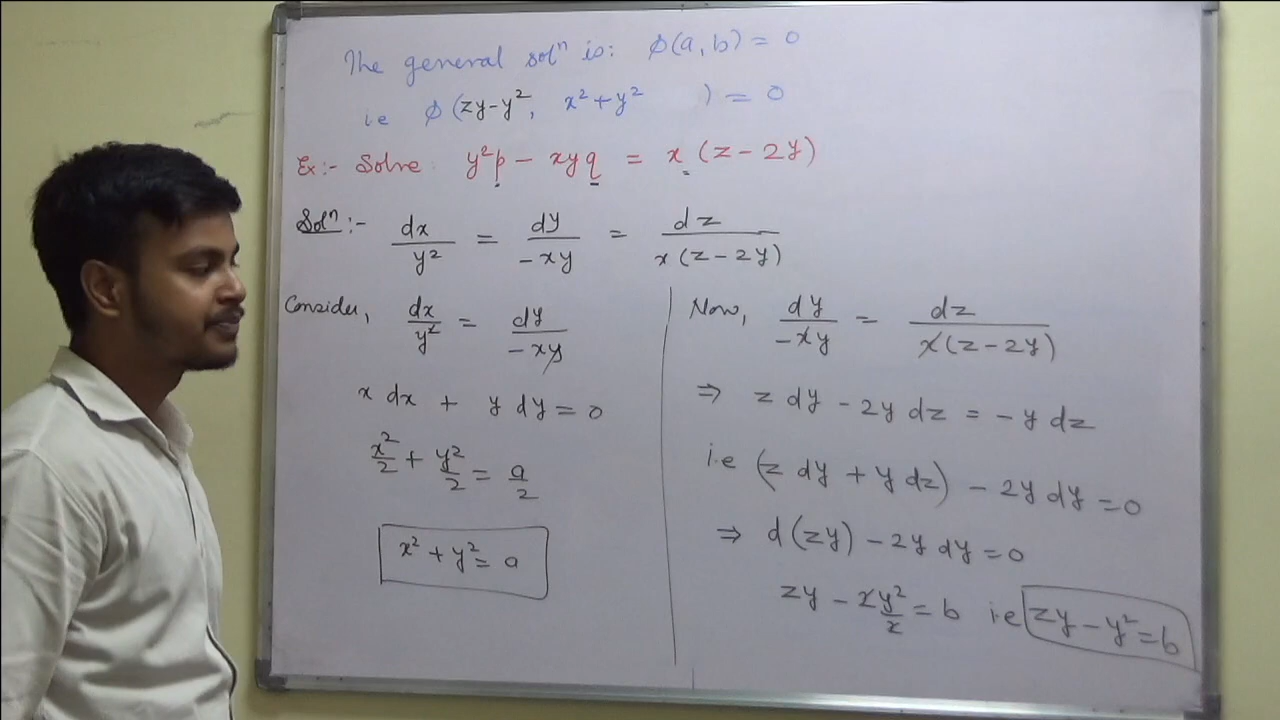 The general solⁿ is: ϕ(a, b) = 0
i.e ϕ(zy-y², x²+y² ) = 0
Ex:- Solve y²p - xyq = x(z-2y)
Solⁿ:- dx/y² = dy/-xy = dz/x(z-2y)
Consider, dx/y² = dy/-xy
x dx + y dy = 0
x²/2 + y²/2 = a/2
x² + y² = a
Now, dy/-xy = dz/x(z-2y)
⇒ z dy - 2y dz = -y dz
i.e (z dy + y dz) - 2y dy = 0
⇒ d(zy) - 2y dy = 0
zy - 2y²/2 = b i.e zy - y² = b